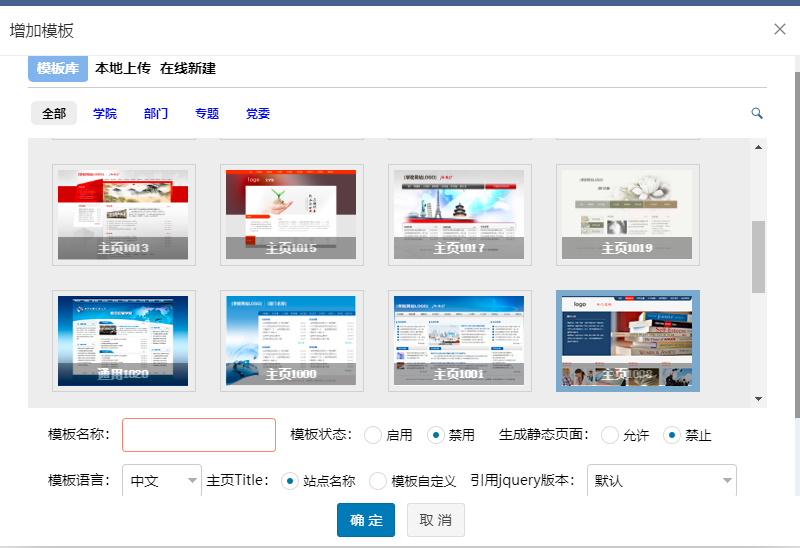 增加模板
模板库 本地上传 在线新建
全部 学院 部门 专题 党委
主页1013 主页1015 主页1017 主页1019
通用1020 主页1000 主页1001 主页1008
模板名称： 模板状态： 启用 禁用 生成静态页面： 允许 禁止
模板语言： 中文 主页Title： 站点名称 模板自定义 引用jquery版本： 默认
确 定 取 消